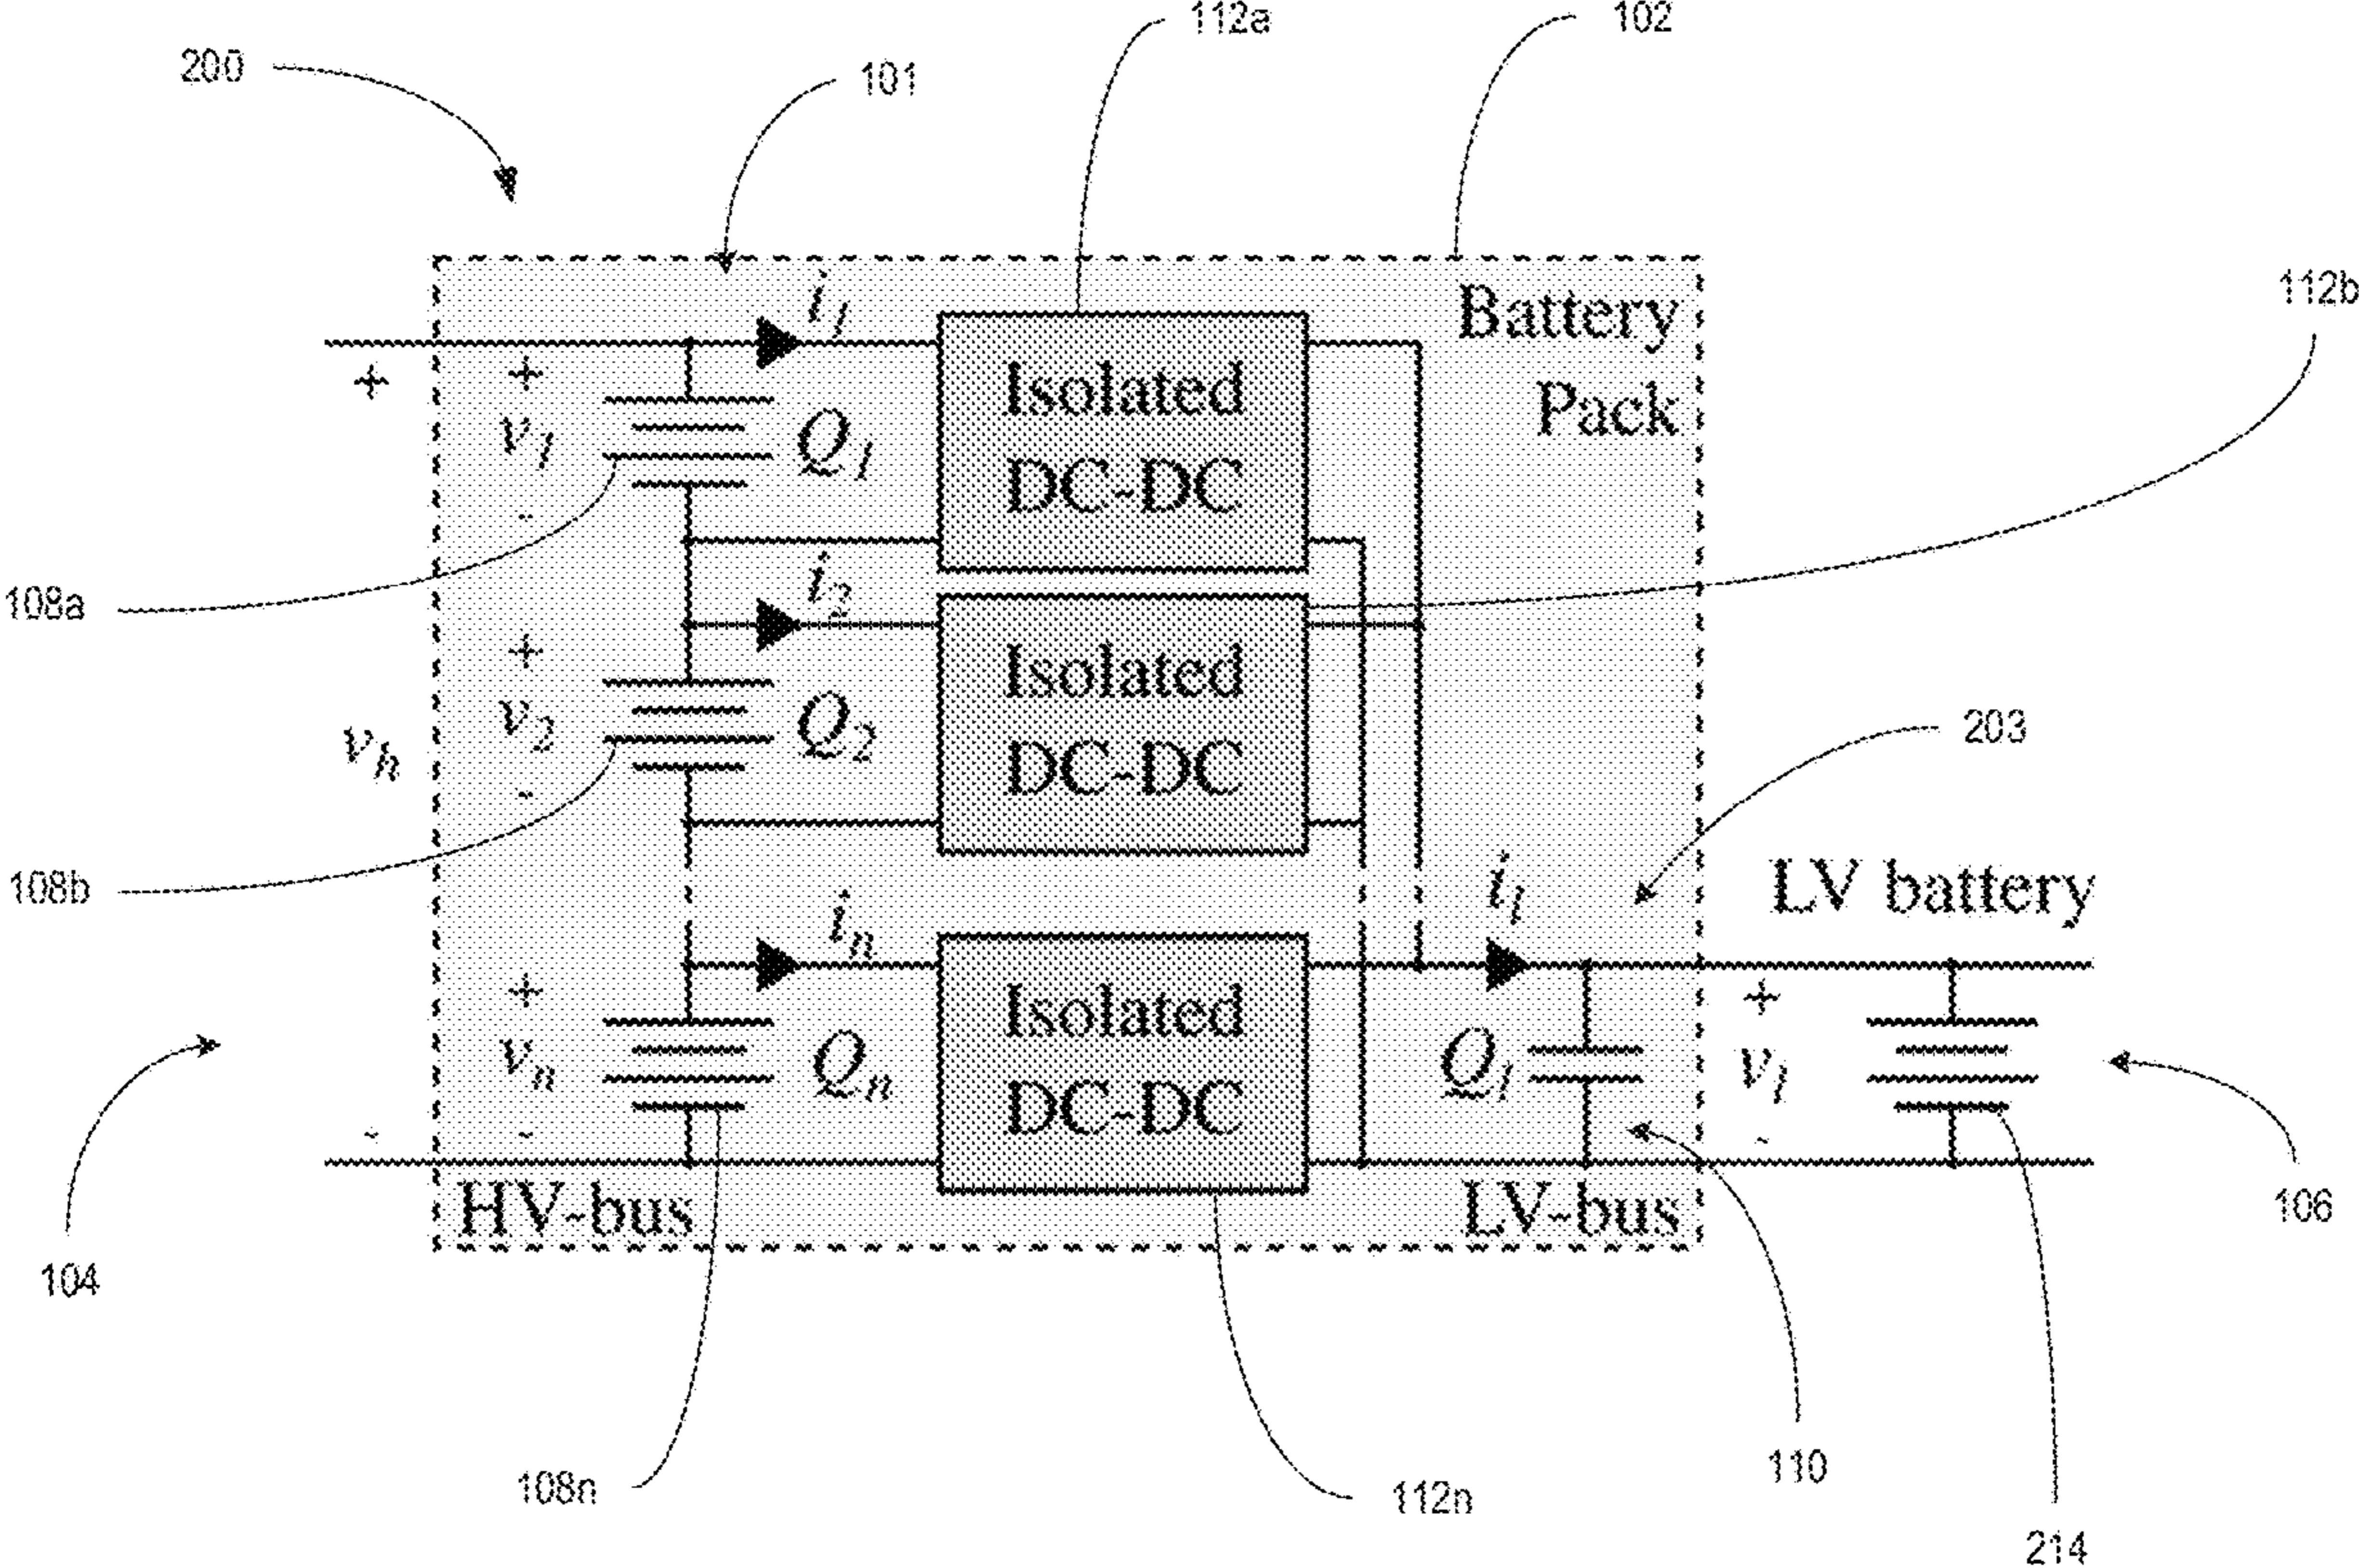 112a
102
200
101
112b
i1
Battery
Pack
+
+
v1
-
Q1
Isolated
DC-DC
108a
i2
+
v2
-
Q2
Isolated
DC-DC
vh
203
108b
in
il
LV battery
+
vn
-
-
Qn
Isolated
DC-DC
Ql
+
vl
-
HV-bus
LV-bus
106
104
108n
112n
110
214